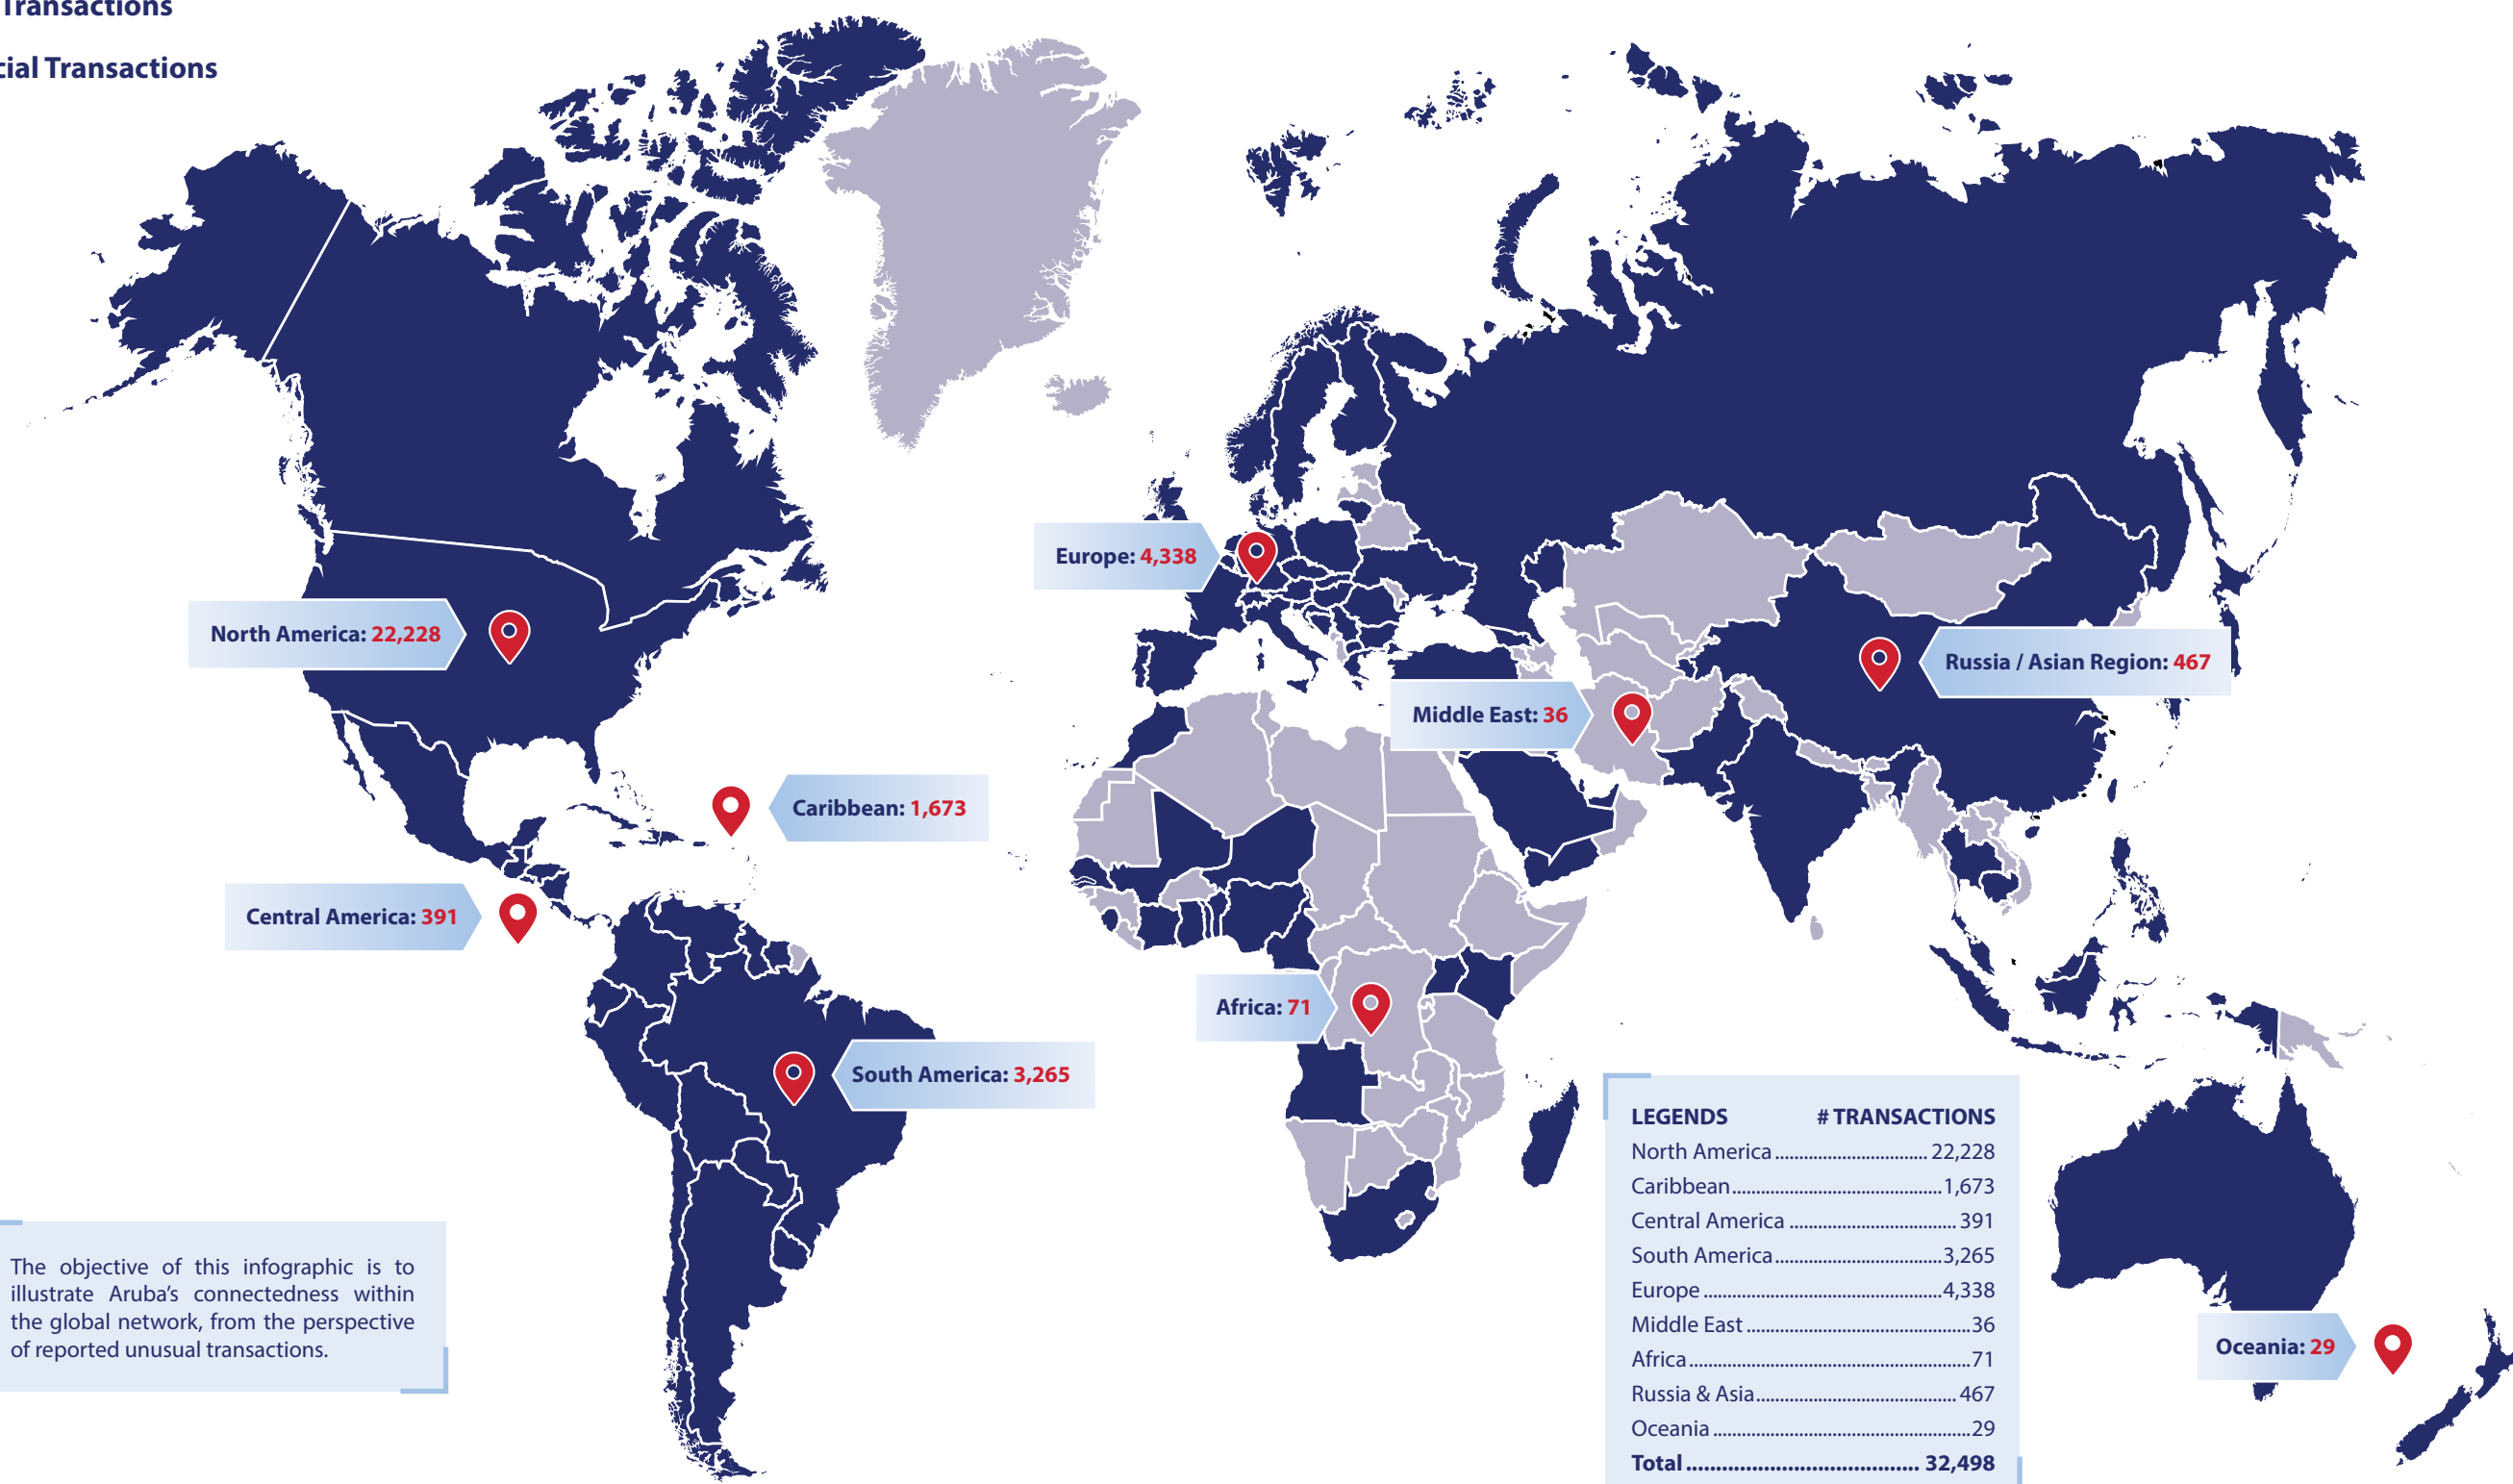 Transactions
cial Transactions
Europe: 4,338
North America: 22,228
Russia / Asian Region: 467
Middle East: 36
Caribbean: 1,673
Central America: 391
Africa: 71
South America: 3,265
LEGENDS # TRANSACTIONS
North America ............................... 22,228
Caribbean...........................................1,673
Central America .................................. 391
South America..................................3,265
Europe .................................................4,338
Middle East ..............................................36
Africa..........................................................71
Russia & Asia......................................... 467
Oceania .....................................................29
Total ...................................... 32,498
The objective of this infographic is to
illustrate Aruba's connectedness within
the global network, from the perspective
of reported unusual transactions.
Oceania: 29